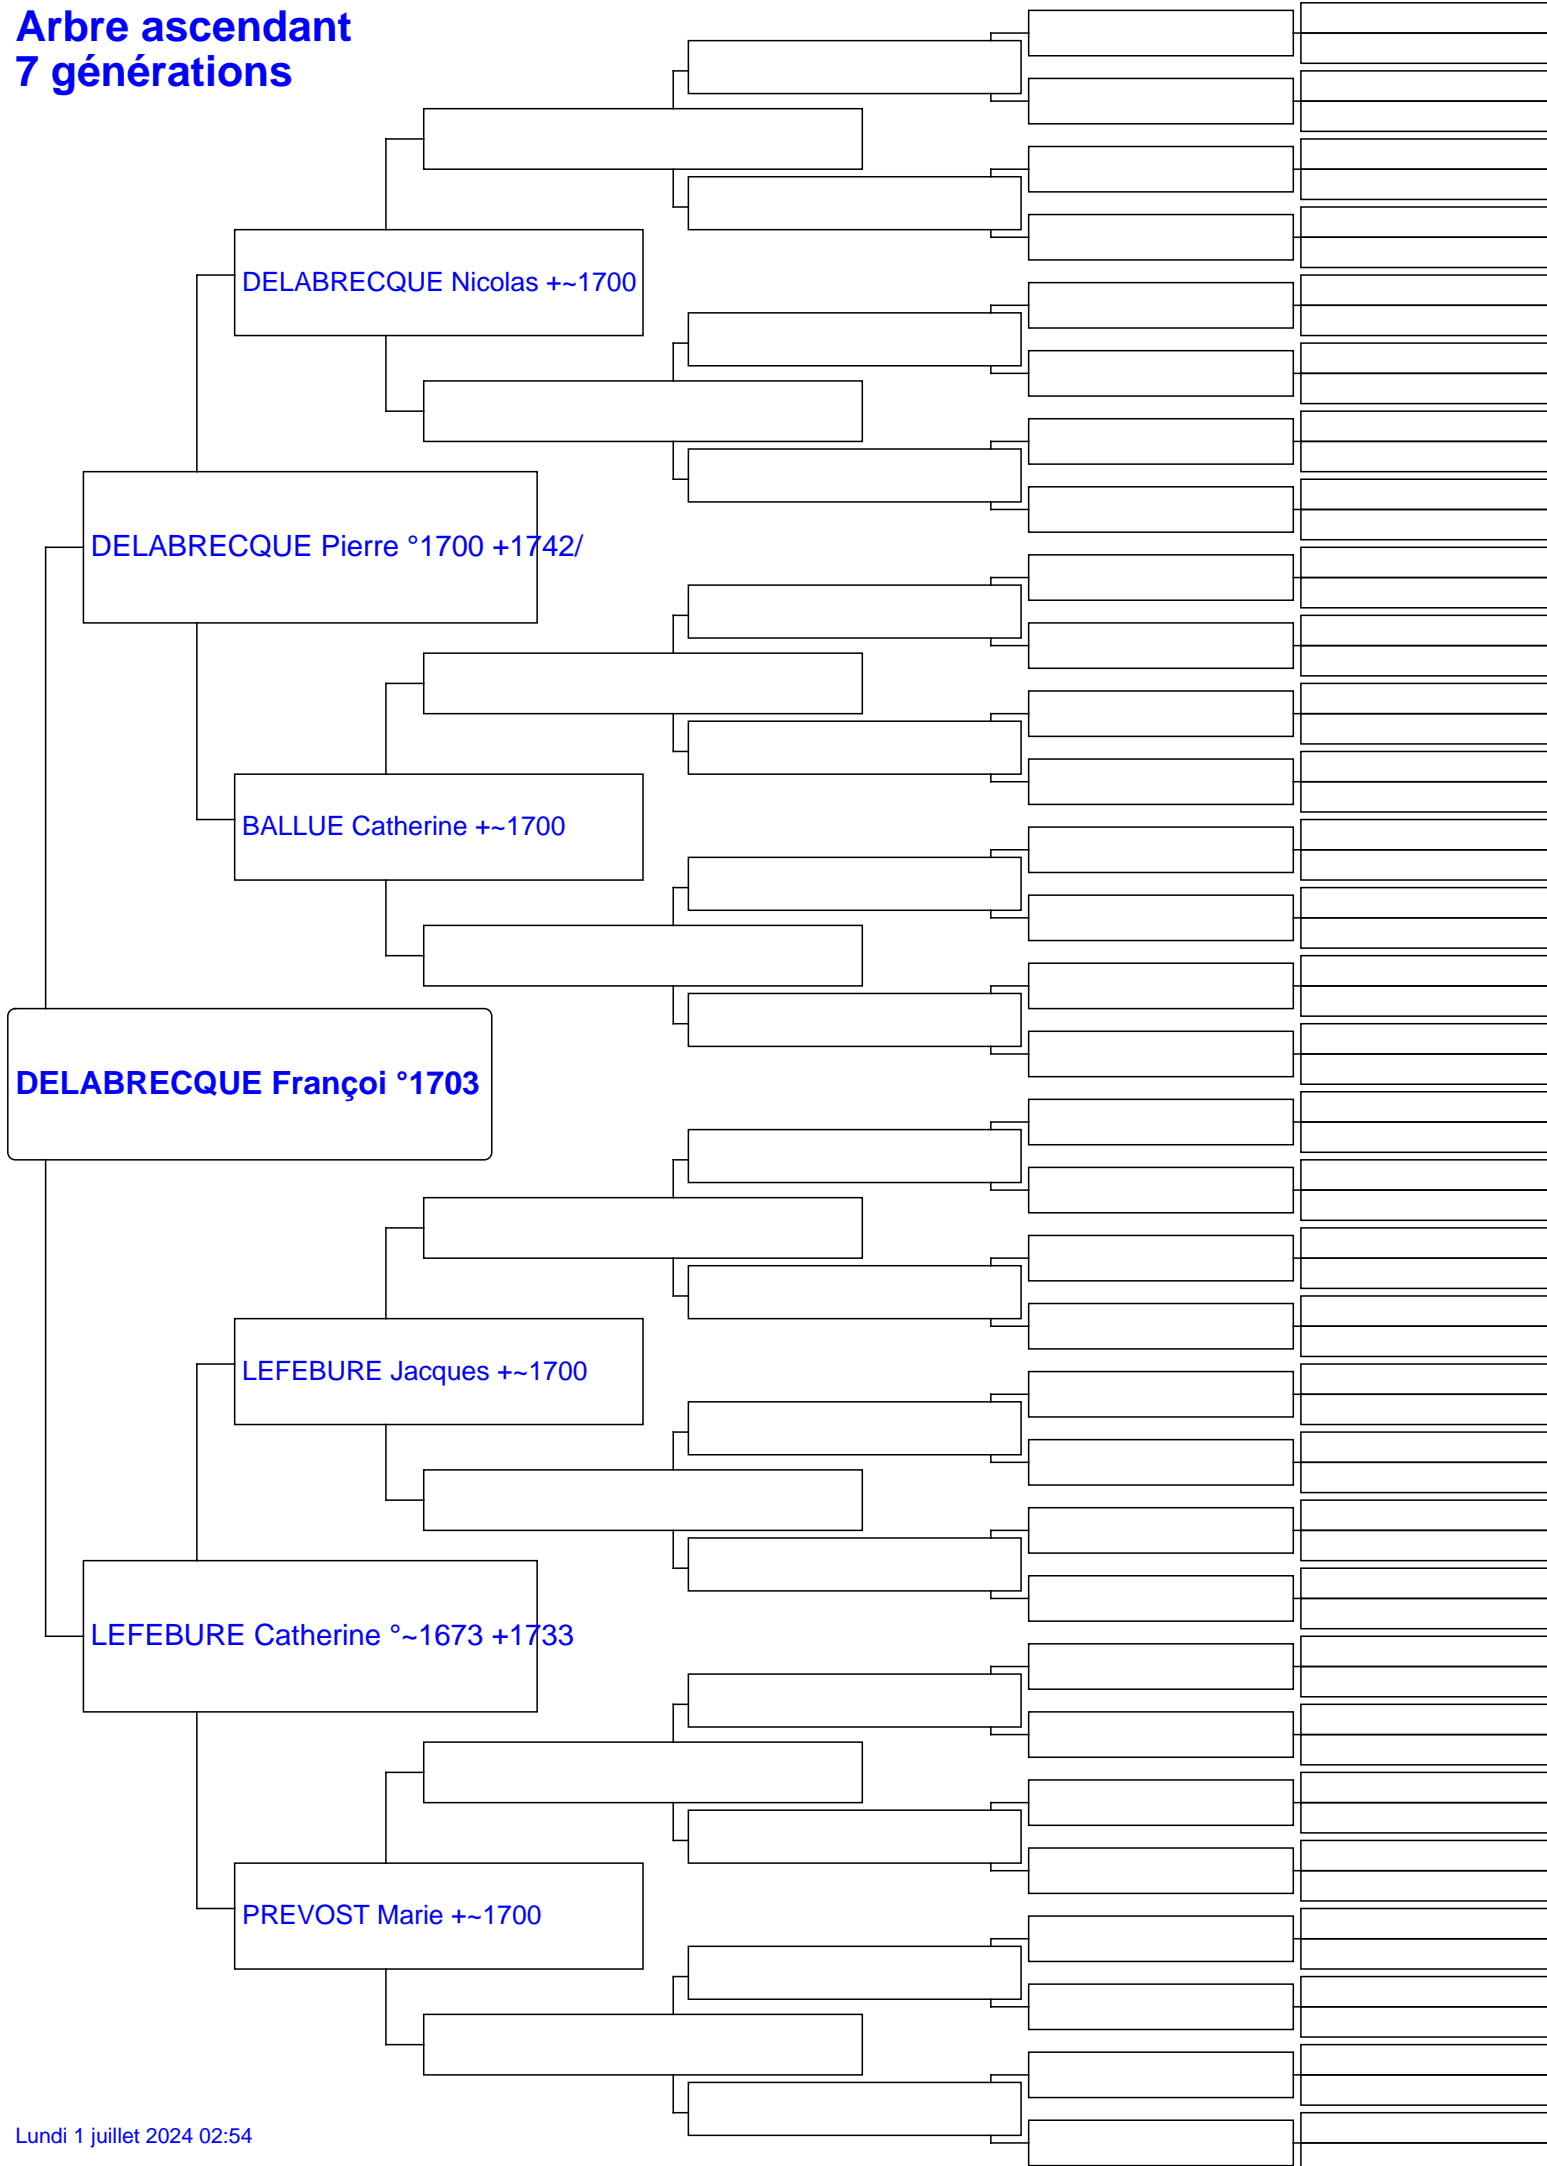 Arbre ascendant
7 générations
DELABRECQUE Nicolas +~1700
DELABRECQUE Pierre °1700 +1742/
BALLUE Catherine +~1700
DELABRECQUE Françoi °1703
LEFEBURE Jacques +~1700
LEFEBURE Catherine °~1673 +1733
PREVOST Marie +~1700
Lundi 1 juillet 2024 02:54